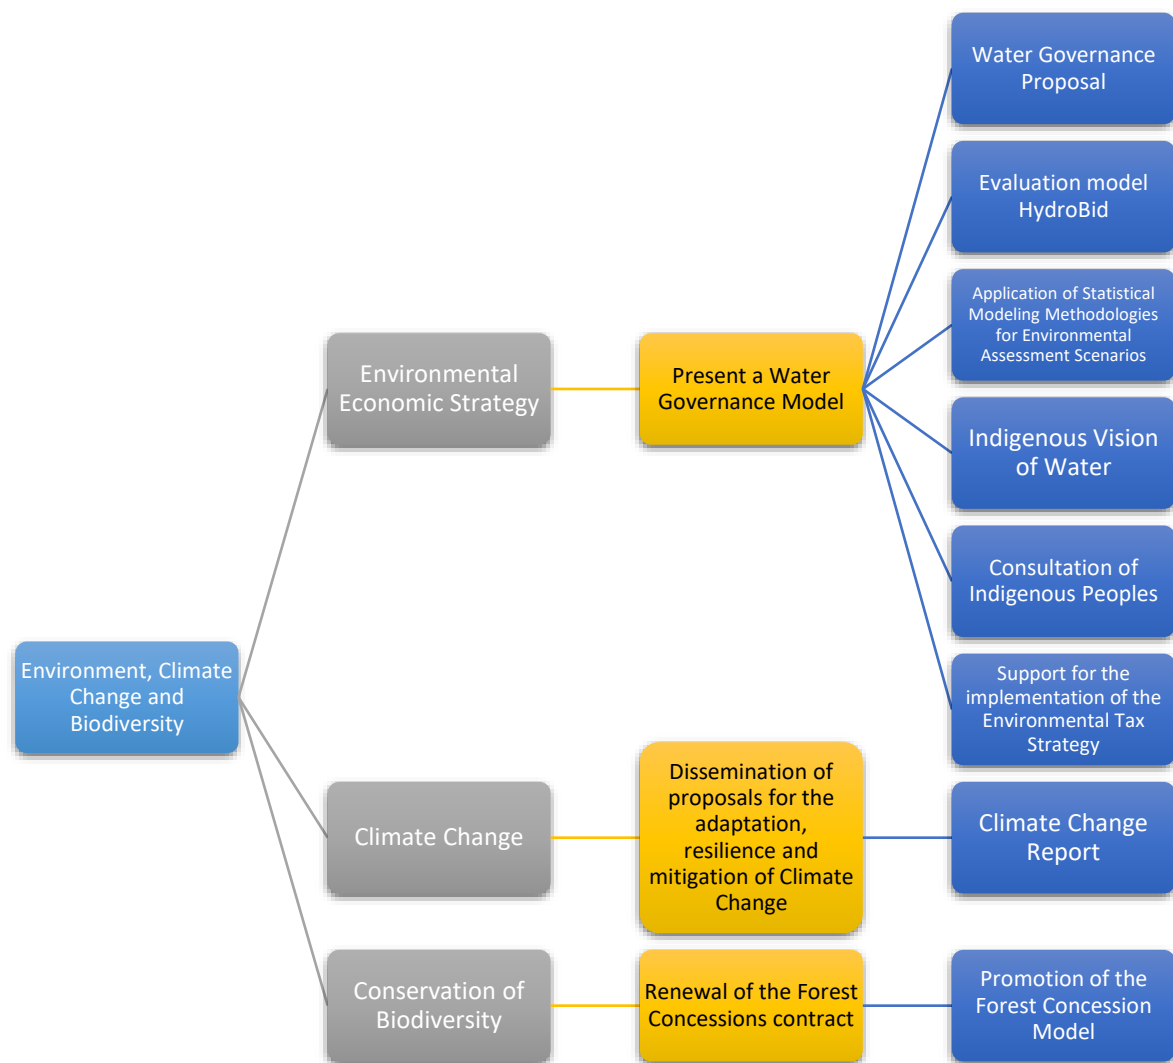 Environment, Climate
Change and
Biodiversity
Environmental
Economic Strategy
Present a Water
Governance Model
Water Governance
Proposal
Evaluation model
HydroBid
Application of Statistical
Modeling Methodologies
for Environmental
Assessment Scenarios
Indigenous Vision
of Water
Consultation of
Indigenous Peoples
Support for the
implementation of the
Environmental Tax
Strategy
Climate Change
Dissemination of
proposals for the
adaptation,
resilience and
mitigation of Climate
Change
Climate Change
Report
Conservation of
Biodiversity
Renewal of the Forest
Concessions contract
Promotion of the
Forest Concession
Model